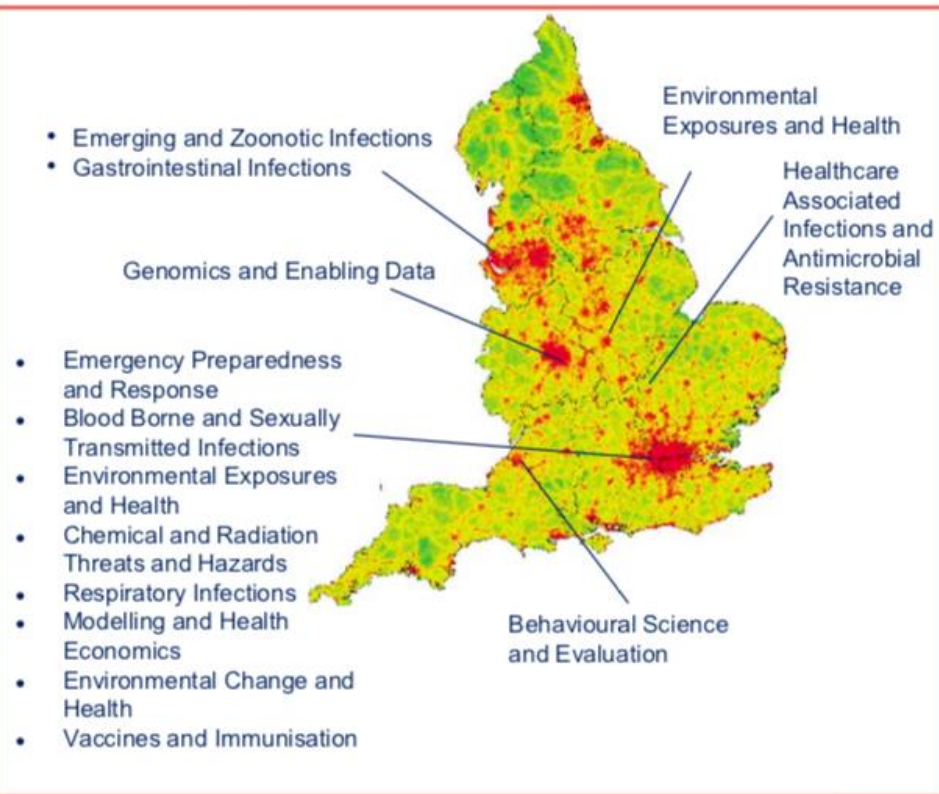 • Emerging and Zoonotic Infections
• Gastrointestinal Infections
Environmental
Exposures and Health
Healthcare
Associated
Infections and
Antimicrobial
Resistance
Genomics and Enabling Data
• Emergency Preparedness
and Response
• Blood Borne and Sexually
Transmitted Infections
• Environmental Exposures
and Health
• Chemical and Radiation
Threats and Hazards
• Respiratory Infections
• Modelling and Health
Economics
• Environmental Change and
Health
• Vaccines and Immunisation
Behavioural Science
and Evaluation